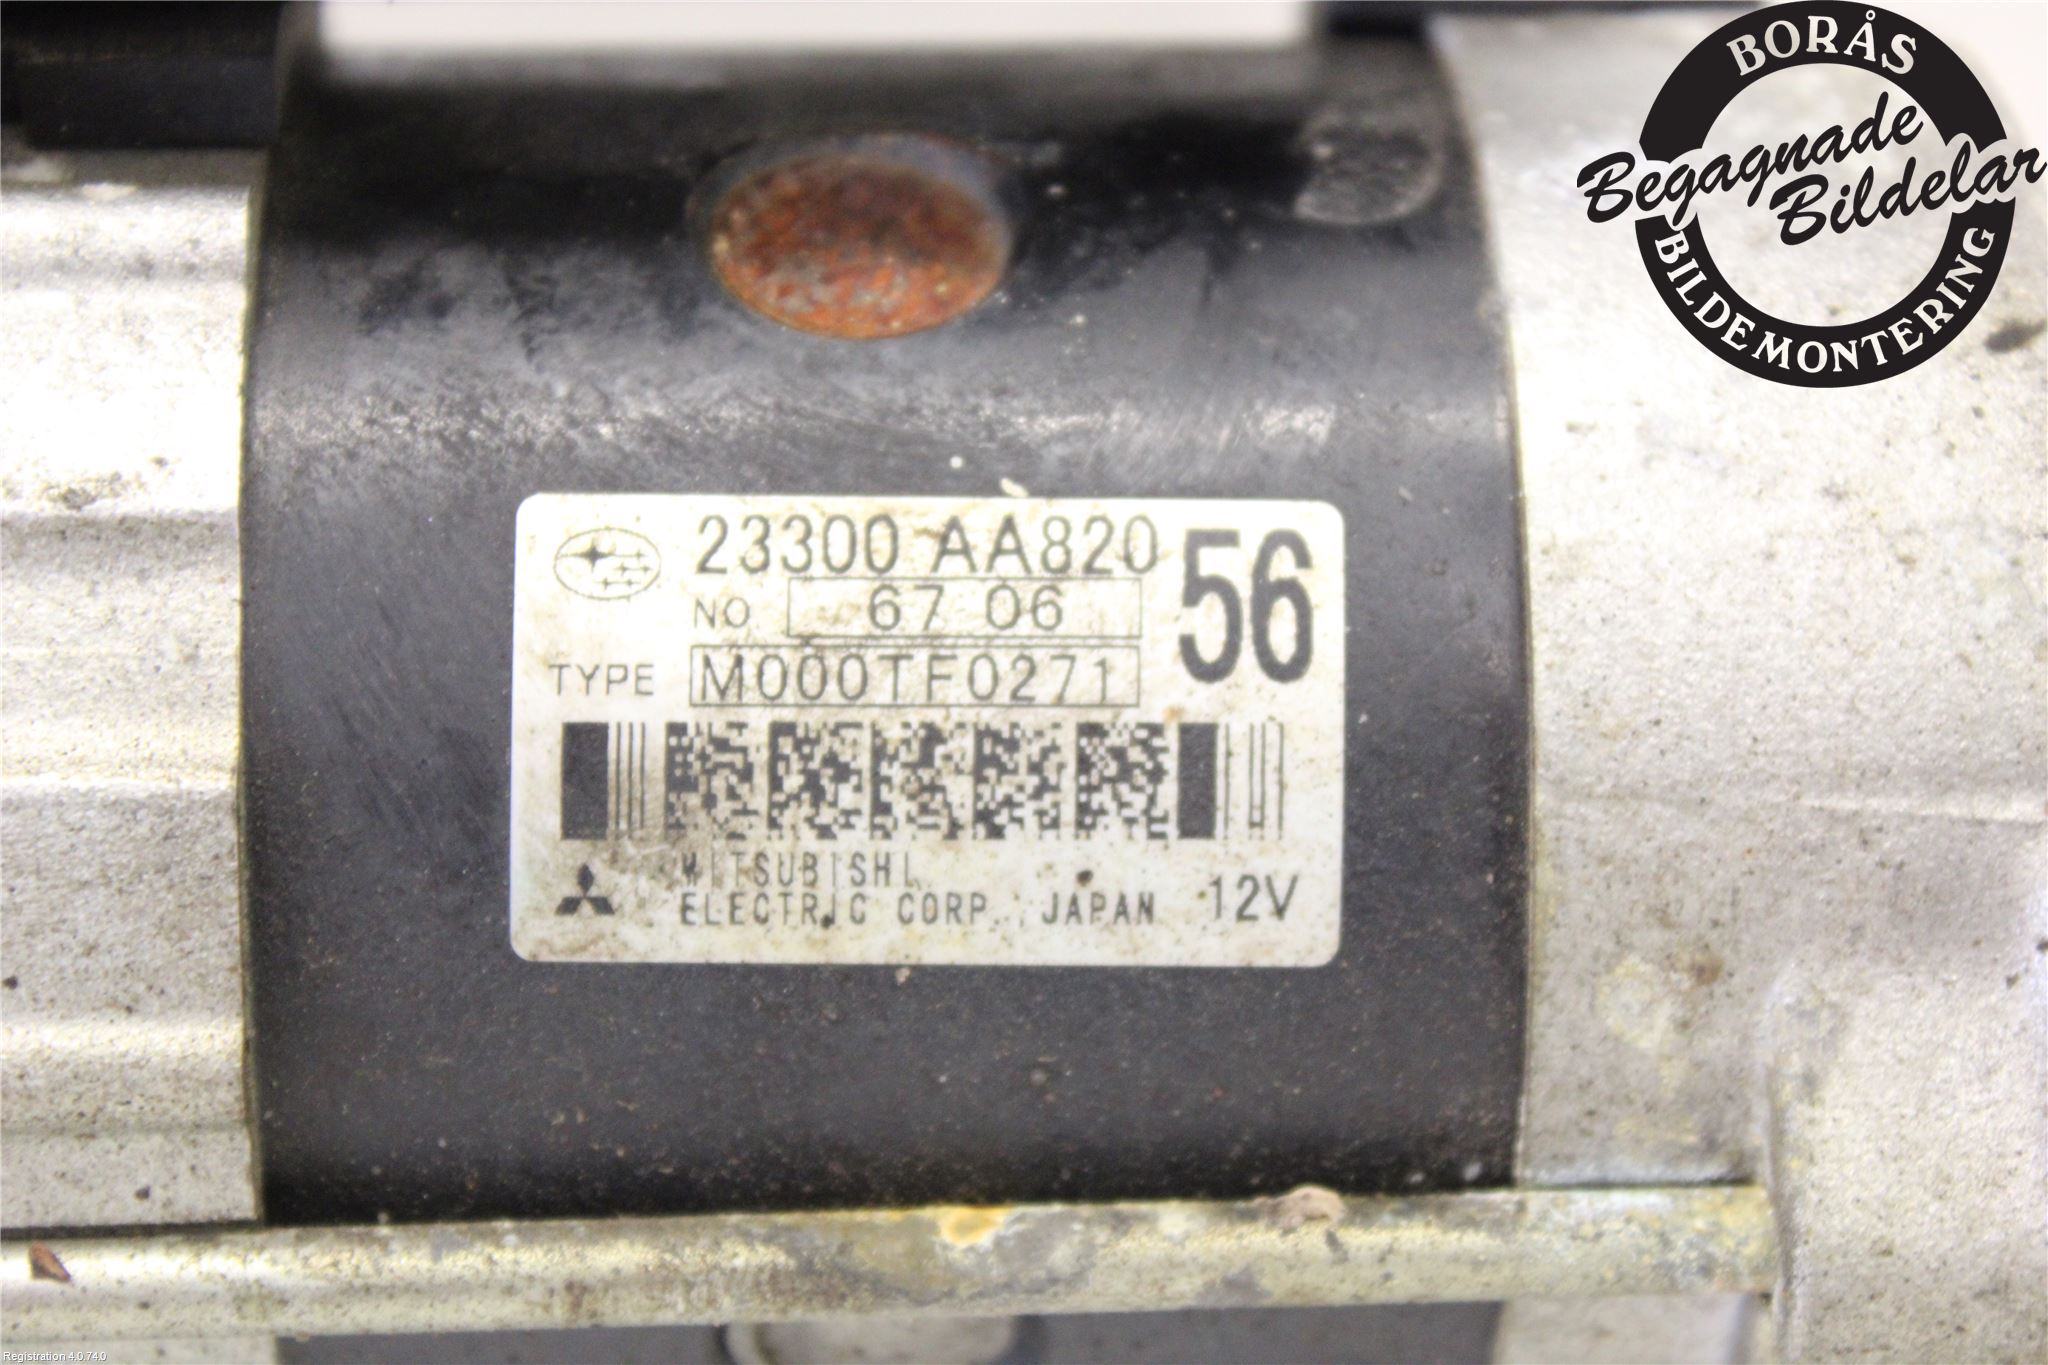 BORÅS
Begagnade
Bildelar
BILDEMONTERING
23300 AA820
56
NO 67 06
TYPE M000TF0271
MITSUBISHI
ELECTRIC CORP. JAPAN 12V
Registration 4.0.74.0